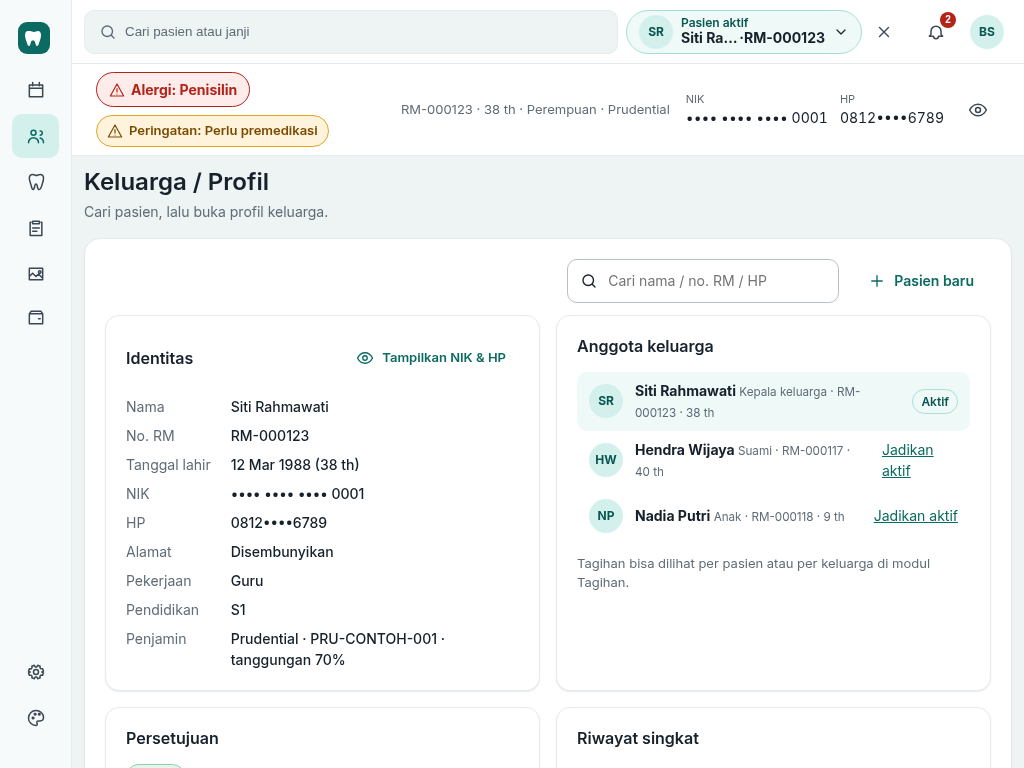 Cari pasien atau janji
SR
Pasien aktif
Siti Ra... ·RM-000123
2
BS
Alergi: Penisilin
Peringatan: Perlu premedikasi
RM-000123 · 38 th · Perempuan · Prudential
NIK
•••• •••• •••• 0001
HP
0812••••6789
Keluarga / Profil
Cari pasien, lalu buka profil keluarga.
Cari nama / no. RM / HP
Pasien baru
Identitas
Tampilkan NIK & HP
Nama Siti Rahmawati
No. RM RM-000123
Tanggal lahir 12 Mar 1988 (38 th)
NIK •••• •••• •••• 0001
HP 0812••••6789
Alamat Disembunyikan
Pekerjaan Guru
Pendidikan S1
Penjamin Prudential · PRU-CONTOH-001 ·
tanggungan 70%
Anggota keluarga
SR
Siti Rahmawati Kepala keluarga · RM-
000123 · 38 th
Aktif
HW
Hendra Wijaya Suami · RM-000117 ·
40 th
Jadikan
aktif
NP
Nadia Putri Anak · RM-000118 · 9 th
Jadikan aktif
Tagihan bisa dilihat per pasien atau per keluarga di modul
Tagihan.
Persetujuan
Riwayat singkat